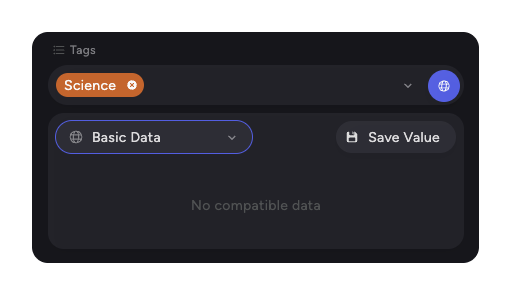 Tags
Science
Basic Data
Save Value
No compatible data